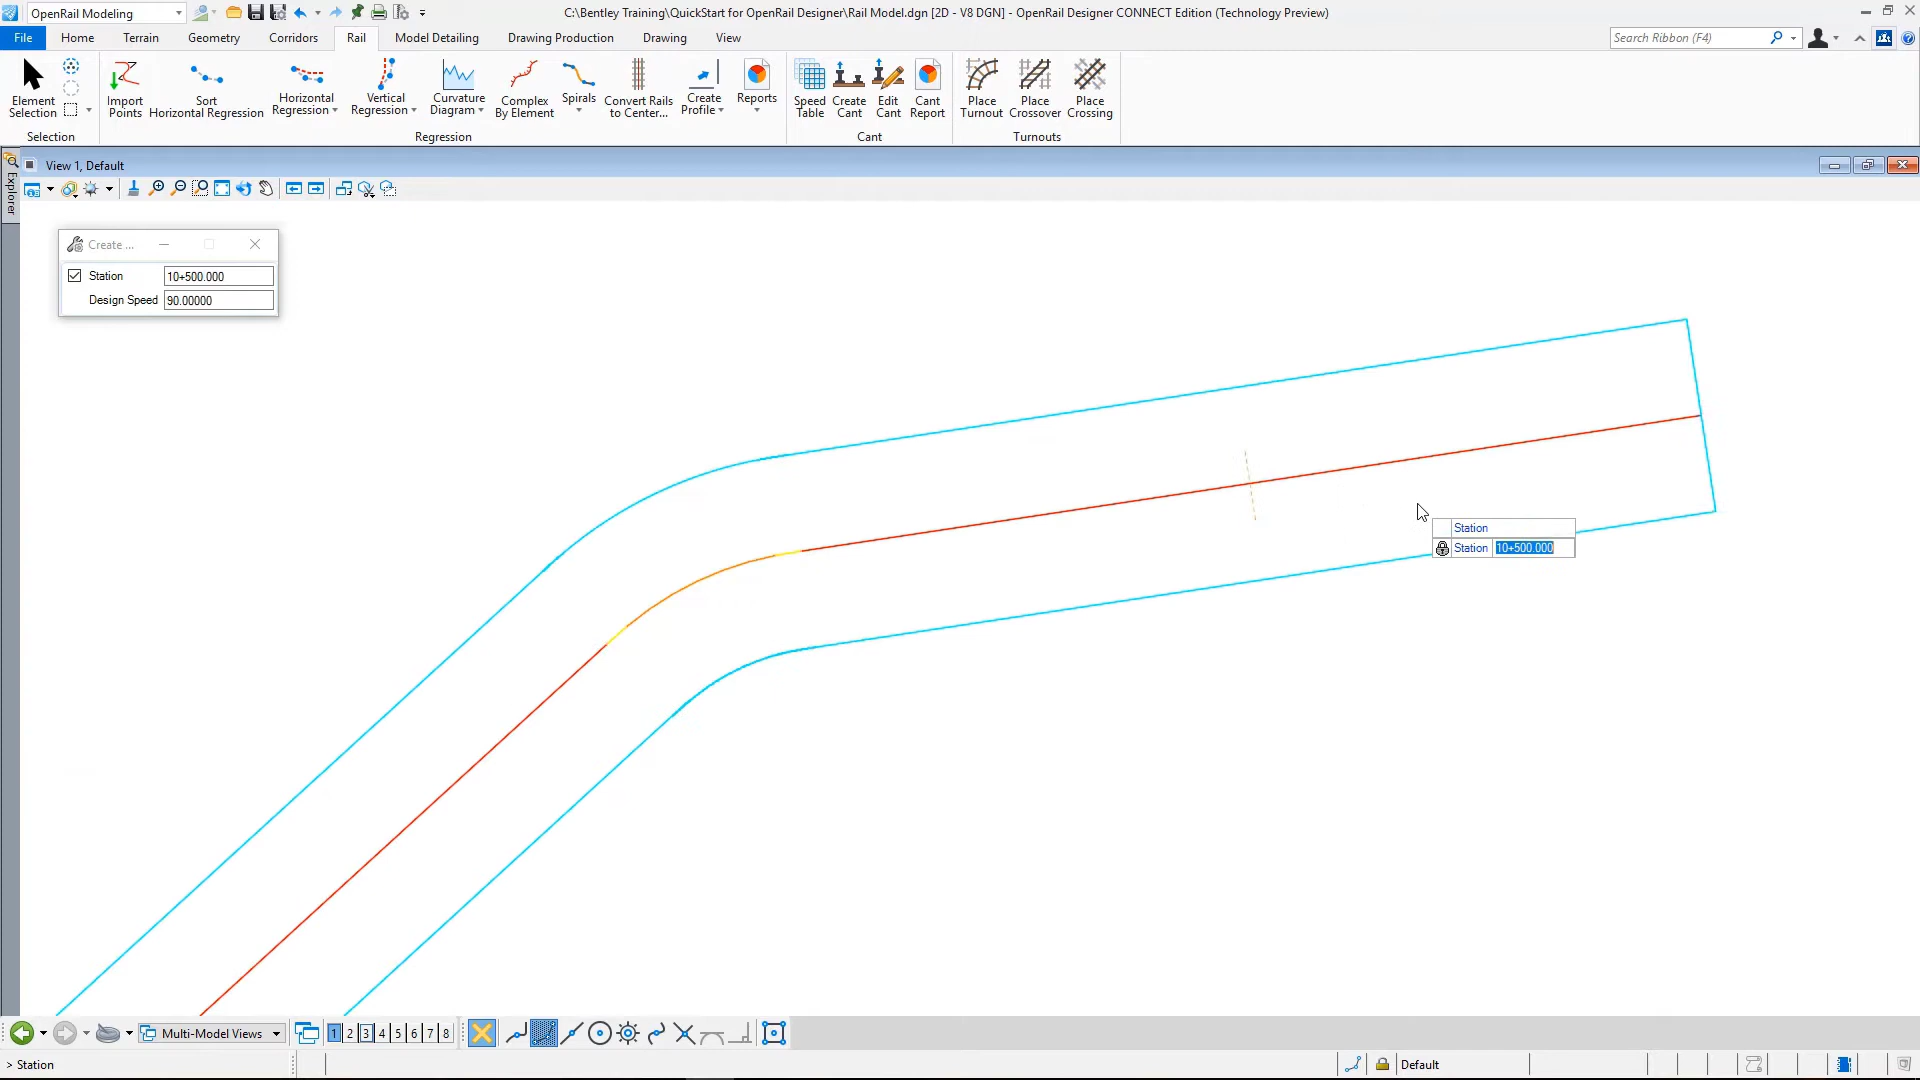 OpenRail Modeling
C:\Bentley Training\QuickStart for OpenRail Designer\Rail Model.dgn [2D - V8 DGN] - OpenRail Designer CONNECT Edition (Technology Preview)
File Home Terrain Geometry Corridors Rail Model Detailing Drawing Production Drawing View
Search Ribbon (F4)
Element Selection
Import Points
Sort Horizontal Regression
Horizontal Regression
Vertical Regression
Curvature Diagram
Complex By Element
Spirals
Convert Rails to Center...
Create Profile
Reports
Speed Table
Create Cant
Edit Cant
Cant Report
Place Turnout
Place Crossover
Place Crossing
Selection Regression Cant Turnouts
Explorer
View 1, Default
Create ...
Station 10+500.000
Design Speed 90.00000
Station
Station 10+500.000
Multi-Model Views 1 2 3 4 5 6 7 8
> Station
Default